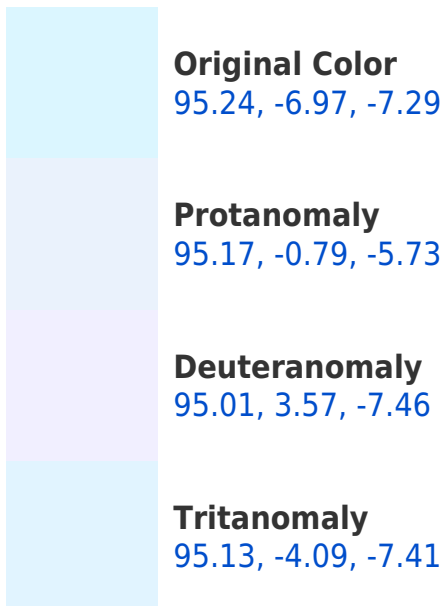 Original Color
95.24, -6.97, -7.29
Protanomaly
95.17, -0.79, -5.73
Deuteranomaly
95.01, 3.57, -7.46
Tritanomaly
95.13, -4.09, -7.41